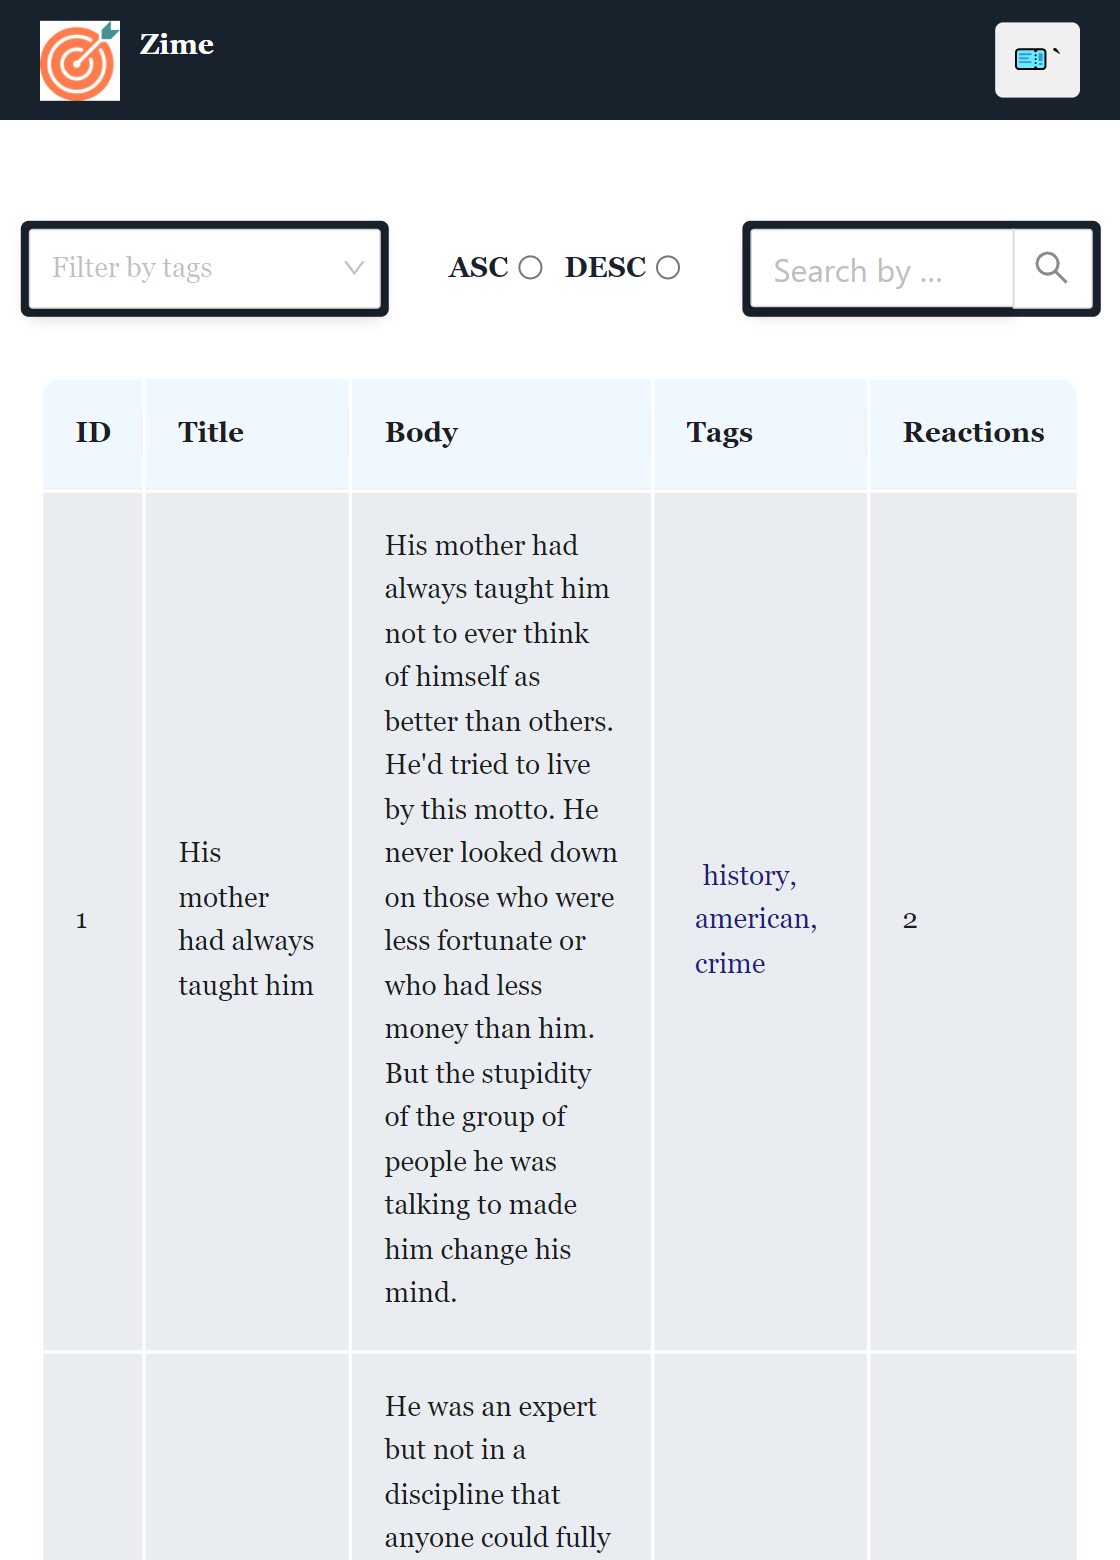 Zime
`
Filter by tags
ASC DESC
Search by ...
ID Title Body Tags Reactions
1
His
mother
had always
taught him
His mother had
always taught him
not to ever think
of himself as
better than others.
He'd tried to live
by this motto. He
never looked down
on those who were
less fortunate or
who had less
money than him.
But the stupidity
of the group of
people he was
talking to made
him change his
mind.
history,
american,
crime
2
He was an expert
but not in a
discipline that
anyone could fully